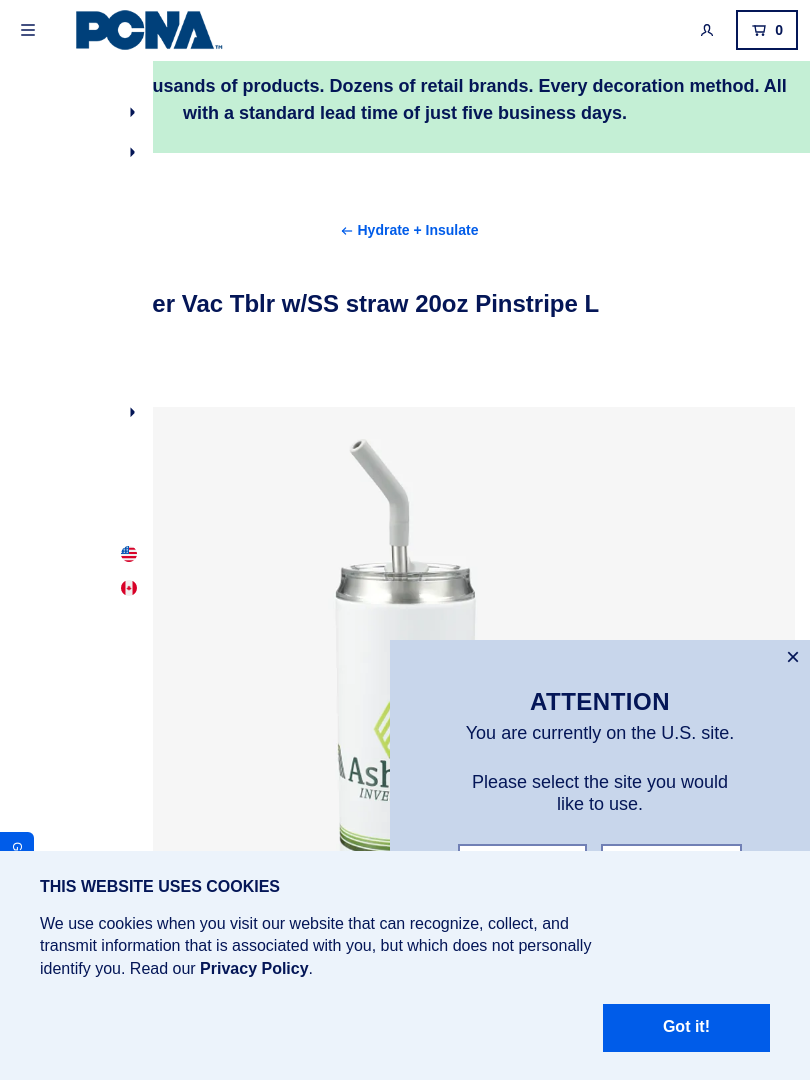 PCNA
TM
0
usands of products. Dozens of retail brands. Every decoration method. All
with a standard lead time of just five business days.
Hydrate + Insulate
er Vac Tblr w/SS straw 20oz Pinstripe L
ATTENTION
You are currently on the U.S. site.
Please select the site you would
like to use.
Ash
INVE
G
THIS WEBSITE USES COOKIES
We use cookies when you visit our website that can recognize, collect, and
transmit information that is associated with you, but which does not personally
identify you. Read our Privacy Policy.
Got it!